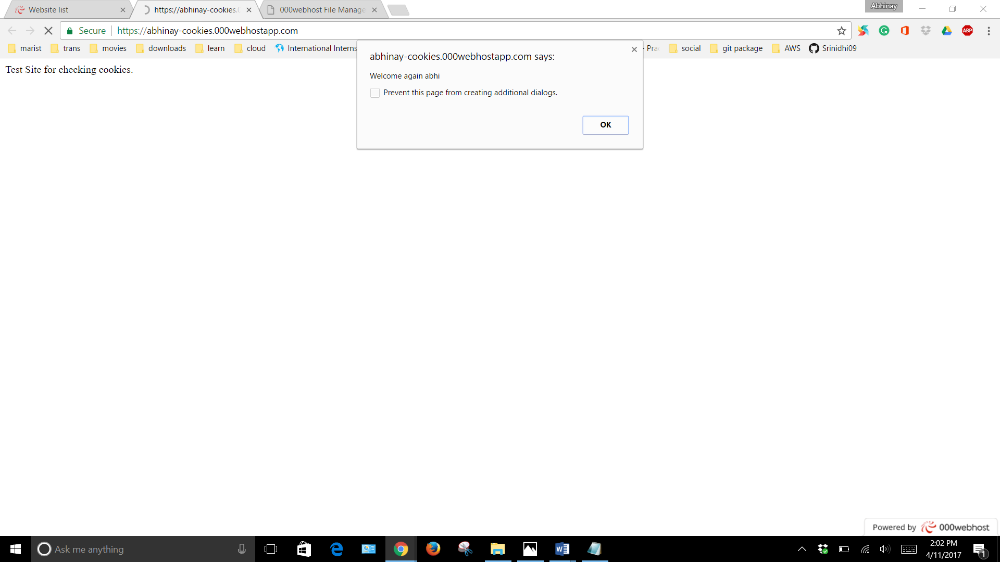 Website list
https://abhinay-cookies.
000webhost File Manage
Abhinay
Secure
https://abhinay-cookies.000webhostapp.com
ABP
marist
trans
movies
downloads
learn
cloud
International Interns
social
git package
AWS
Srinidhi09
Test Site for checking cookies.
abhinay-cookies.000webhostapp.com says:
Welcome again abhi
Prevent this page from creating additional dialogs.
OK
Powered by 000webhost
Ask me anything
2:02 PM
4/11/2017
1